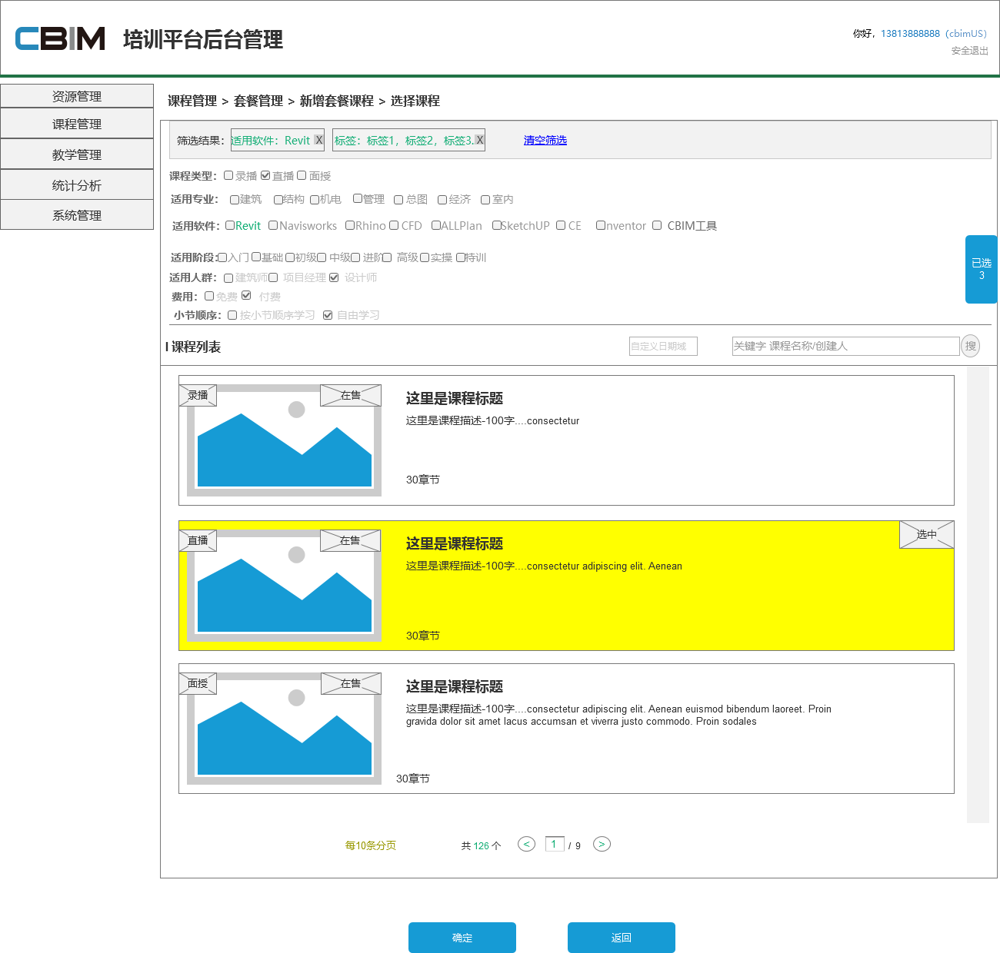 CBIM 培训平台后台管理
你好，13813888888（cbimUS）
安全退出
资源管理
课程管理
教学管理
统计分析
系统管理
课程管理 > 套餐管理 > 新增套餐课程 > 选择课程
筛选结果： 适用软件：Revit X 标签：标签1，标签2，标签3. X 清空筛选
课程类型： 录播 直播 面授
适用专业： 建筑 结构 机电 管理 总图 经济 室内
适用软件： Revit Navisworks Rhino CFD ALLPlan SketchUP CE Inventor CBIM工具
已选
3
适用阶段: 入门 基础 初级 中级 进阶 高级 实操 特训
适用人群： 建筑师 项目经理 设计师
费用： 免费 付费
小节顺序： 按小节顺序学习 自由学习
I 课程列表 自定义日期域 关键字 课程名称/创建人 搜
录播 在售
这里是课程标题
这里是课程描述-100字....consectetur
30章节
直播 在售
这里是课程标题
选中
这里是课程描述-100字....consectetur adipiscing elit. Aenean
30章节
面授 在售
这里是课程标题
这里是课程描述-100字....consectetur adipiscing elit. Aenean euismod bibendum laoreet. Proin
gravida dolor sit amet lacus accumsan et viverra justo commodo. Proin sodales
30章节
每10条分页 共 126 个 < 1 / 9 >
确定 返回